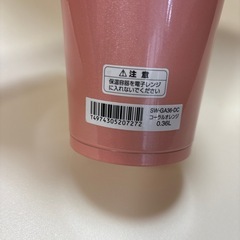 ⚠注意
保温容器を電子レンジ
に入れないでください
SW-GA36-DC
コーラルオレンジ
0.36L
T4974305207272